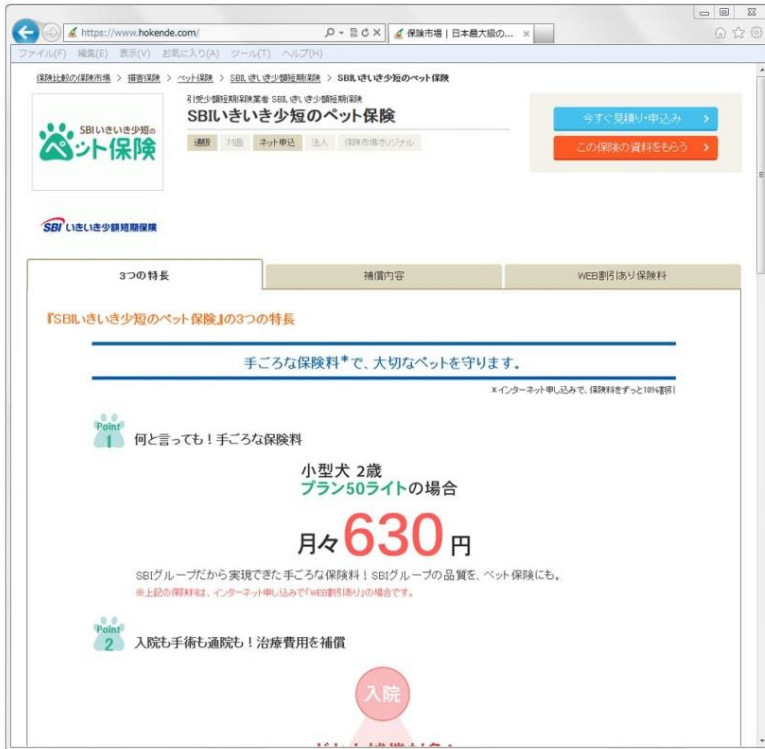 https://www.hokende.com/
保険市場 | 日本最大級の...
ファイル(F) 編集(E) 表示(V) お気に入り(A) ツール(T) ヘルプ(H)
保険比較の保険市場 > 損害保険 > ペット保険 > SBIいきいき少額短期保険 > SBIいきいき少短のペット保険
SBIいきいき少短の
ペット保険
引受少額短期保険業者 SBIいきいき少額短期保険
SBIいきいき少短のペット保険
通販 対面 ネット申込 法人 保険市場オリジナル
今すぐ見積り・申込み
この保険の資料をもらう
SBIいきいき少額短期保険
3つの特長 補償内容 WEB割引あり保険料
『SBIいきいき少短のペット保険』の3つの特長
手ごろな保険料*で、大切なペットを守ります。
*インターネット申し込みで、保険料をずっと10%割引
Point 1 何と言っても!手ごろな保険料
小型犬 2歳
プラン50ライトの場合
月々630円
SBIグループだから実現できた手ごろな保険料!SBIグループの品質を、ペット保険にも。
※上記の保険料は、インターネット申し込みで「WEB割引あり」の場合です。
Point 2 入院も手術も通院も!治療費用を補償
入院